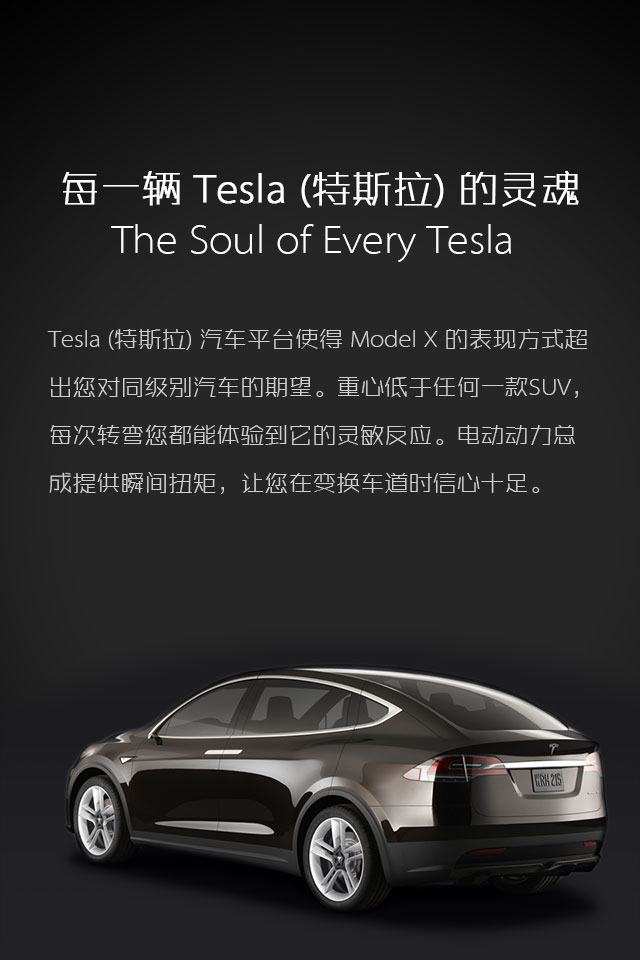 每一辆 Tesla (特斯拉) 的灵魂
The Soul of Every Tesla
Tesla (特斯拉) 汽车平台使得 Model X 的表现方式超
出您对同级别汽车的期望。重心低于任何一款SUV，
每次转弯您都能体验到它的灵敏反应。电动动力总
成提供瞬间扭矩，让您在变换车道时信心十足。